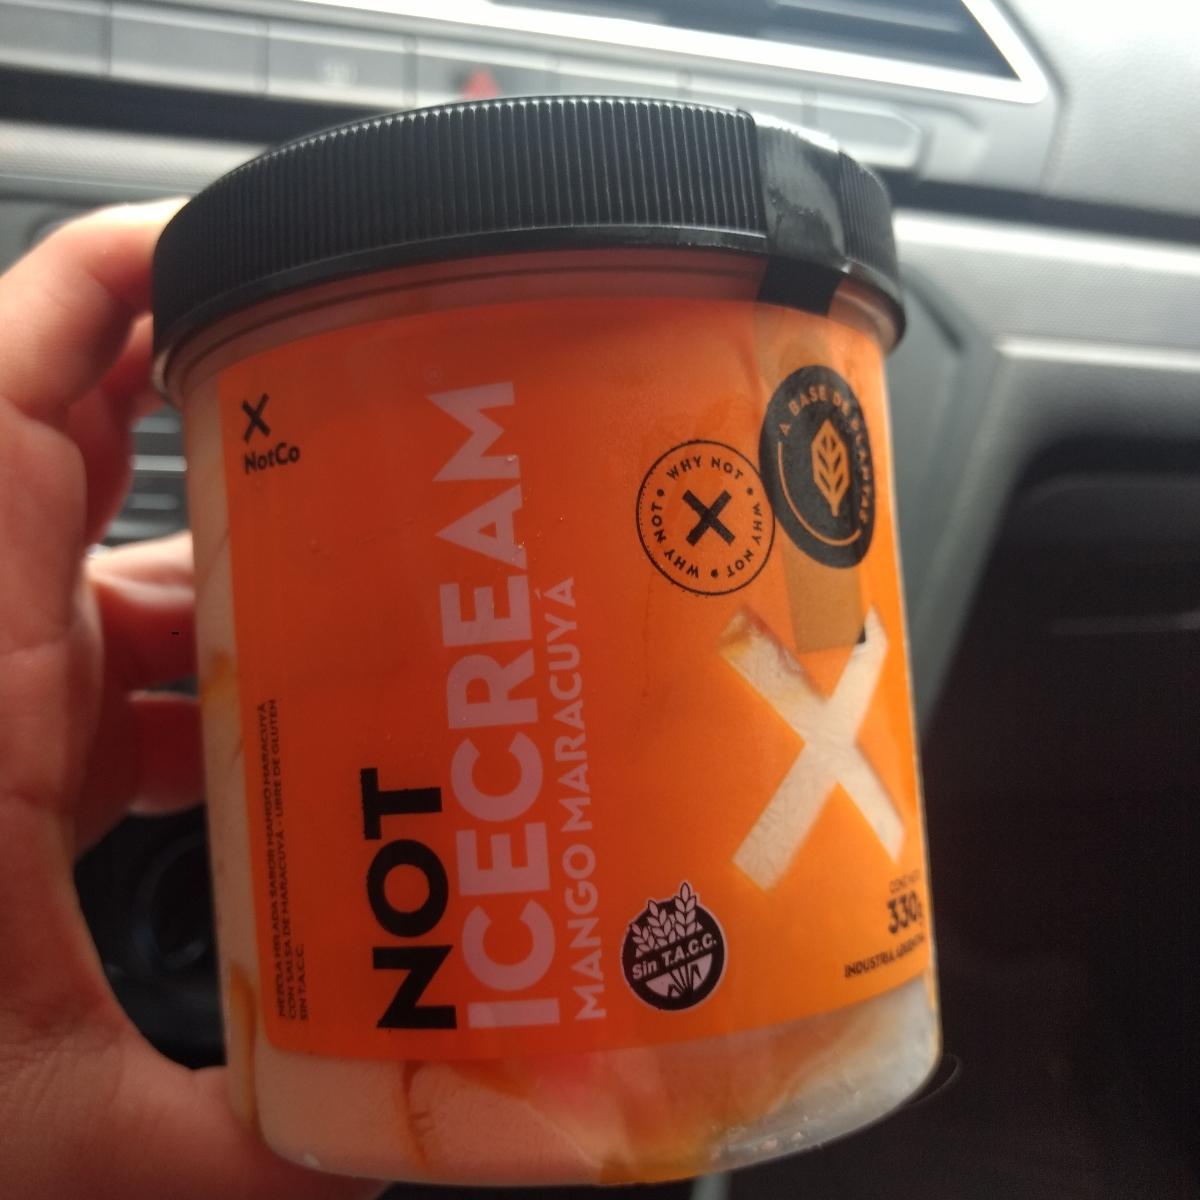 NotCo
NOT
ICECREAM
®
MANGO MARACUYÁ
MEZCLA HELADA SABOR MANGO MARACUYÁ
CON SALSA DE MARACUYÁ - LIBRE DE GLUTEN
SIN T.A.C.C.
WHY NOT • WHY NOT • WHY NOT •
A BASE DE PLANTAS
Sin T.A.C.C.
330g
INDUSTRIA ARGENTINA